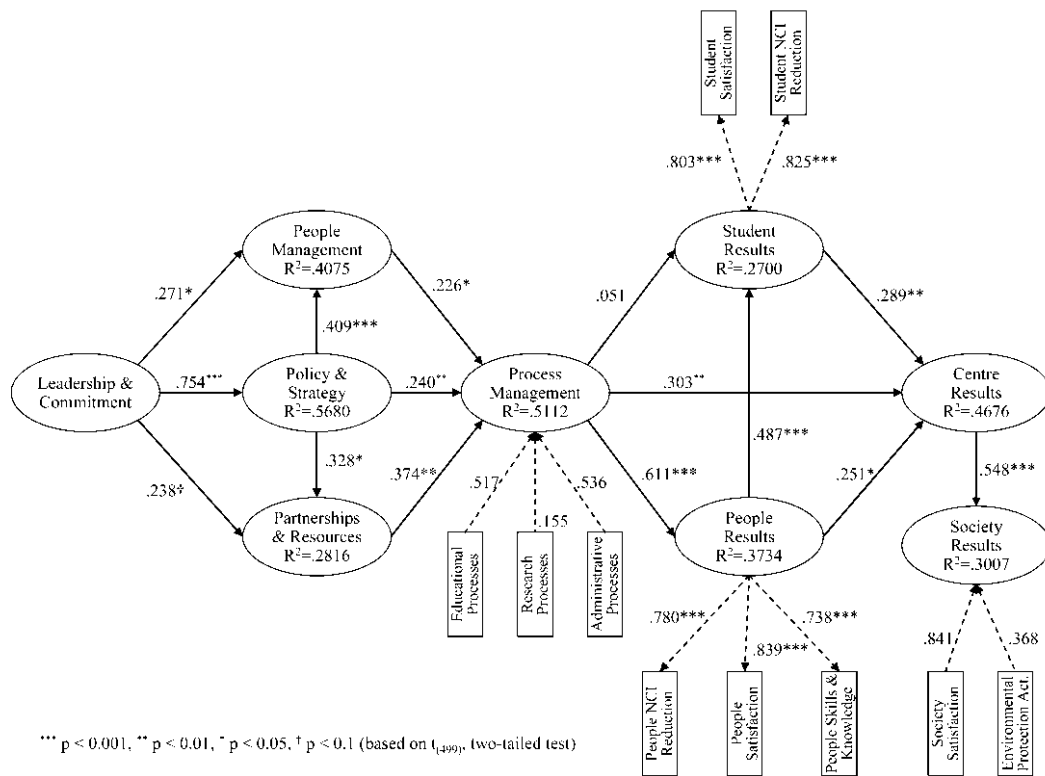 Student
Satisfaction
Student NCI
Reduction
.803***
.825***
People
Management
R²=.4075
Student
Results
R²=.2700
.271*
.226*
.051
.289**
.409***
Leadership &
Commitment
.754***
Policy &
Strategy
R²=.5680
.240**
Process
Management
R²=.5112
.303**
Centre
Results
R²=.4676
.487***
.328*
.374**
.611***
.251*
.548***
.238†
.517
.536
.155
Partnerships
& Resources
R²=.2816
People
Results
R²=.3734
Society
Results
R²=.3007
Educational
Processes
Research
Processes
Administrative
Processes
.780***
.839***
.738***
.841
.368
People NCI
Reduction
People
Satisfaction
People Skills &
Knowledge
Society
Satisfaction
Environmental
Protection Act.
*** p < 0.001, ** p < 0.01, * p < 0.05, † p < 0.1 (based on t(499), two-tailed test)